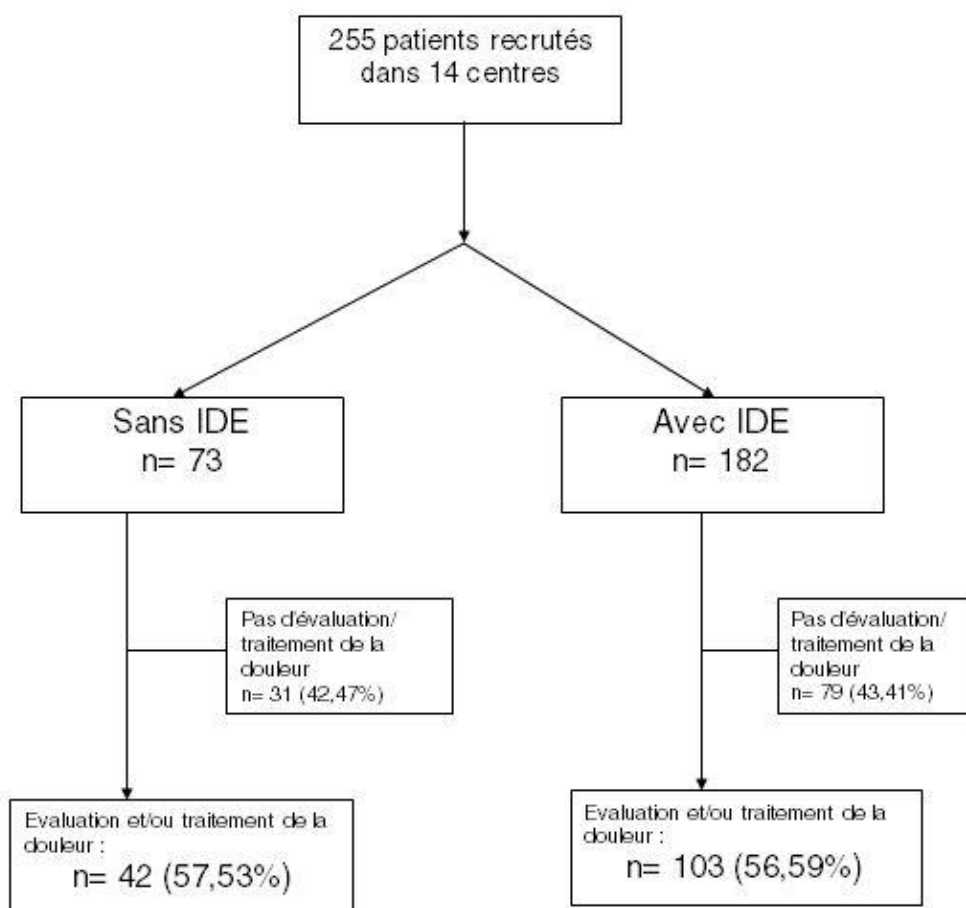 255 patients recrutés
dans 14 centres
Sans IDE
n= 73
Avec IDE
n= 182
Pas d'évaluation/
traitement de la
douleur
n= 31 (42,47%)
Pas d'évaluation/
traitement de la
douleur
n= 79 (43,41%)
Evaluation et/ou traitement de la
douleur :
n= 42 (57,53%)
Evaluation et/ou traitement de la
douleur :
n= 103 (56,59%)